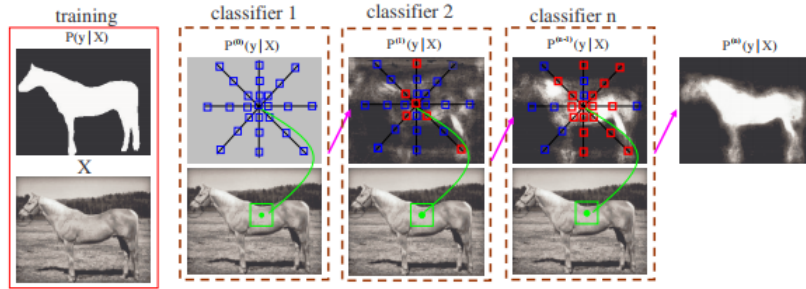 training
P(y | X)
X
classifier 1
P⁽⁰⁾(y | X)
classifier 2
P⁽¹⁾(y | X)
classifier n
P⁽ⁿ⁻¹⁾(y | X)
P⁽ⁿ⁾(y | X)